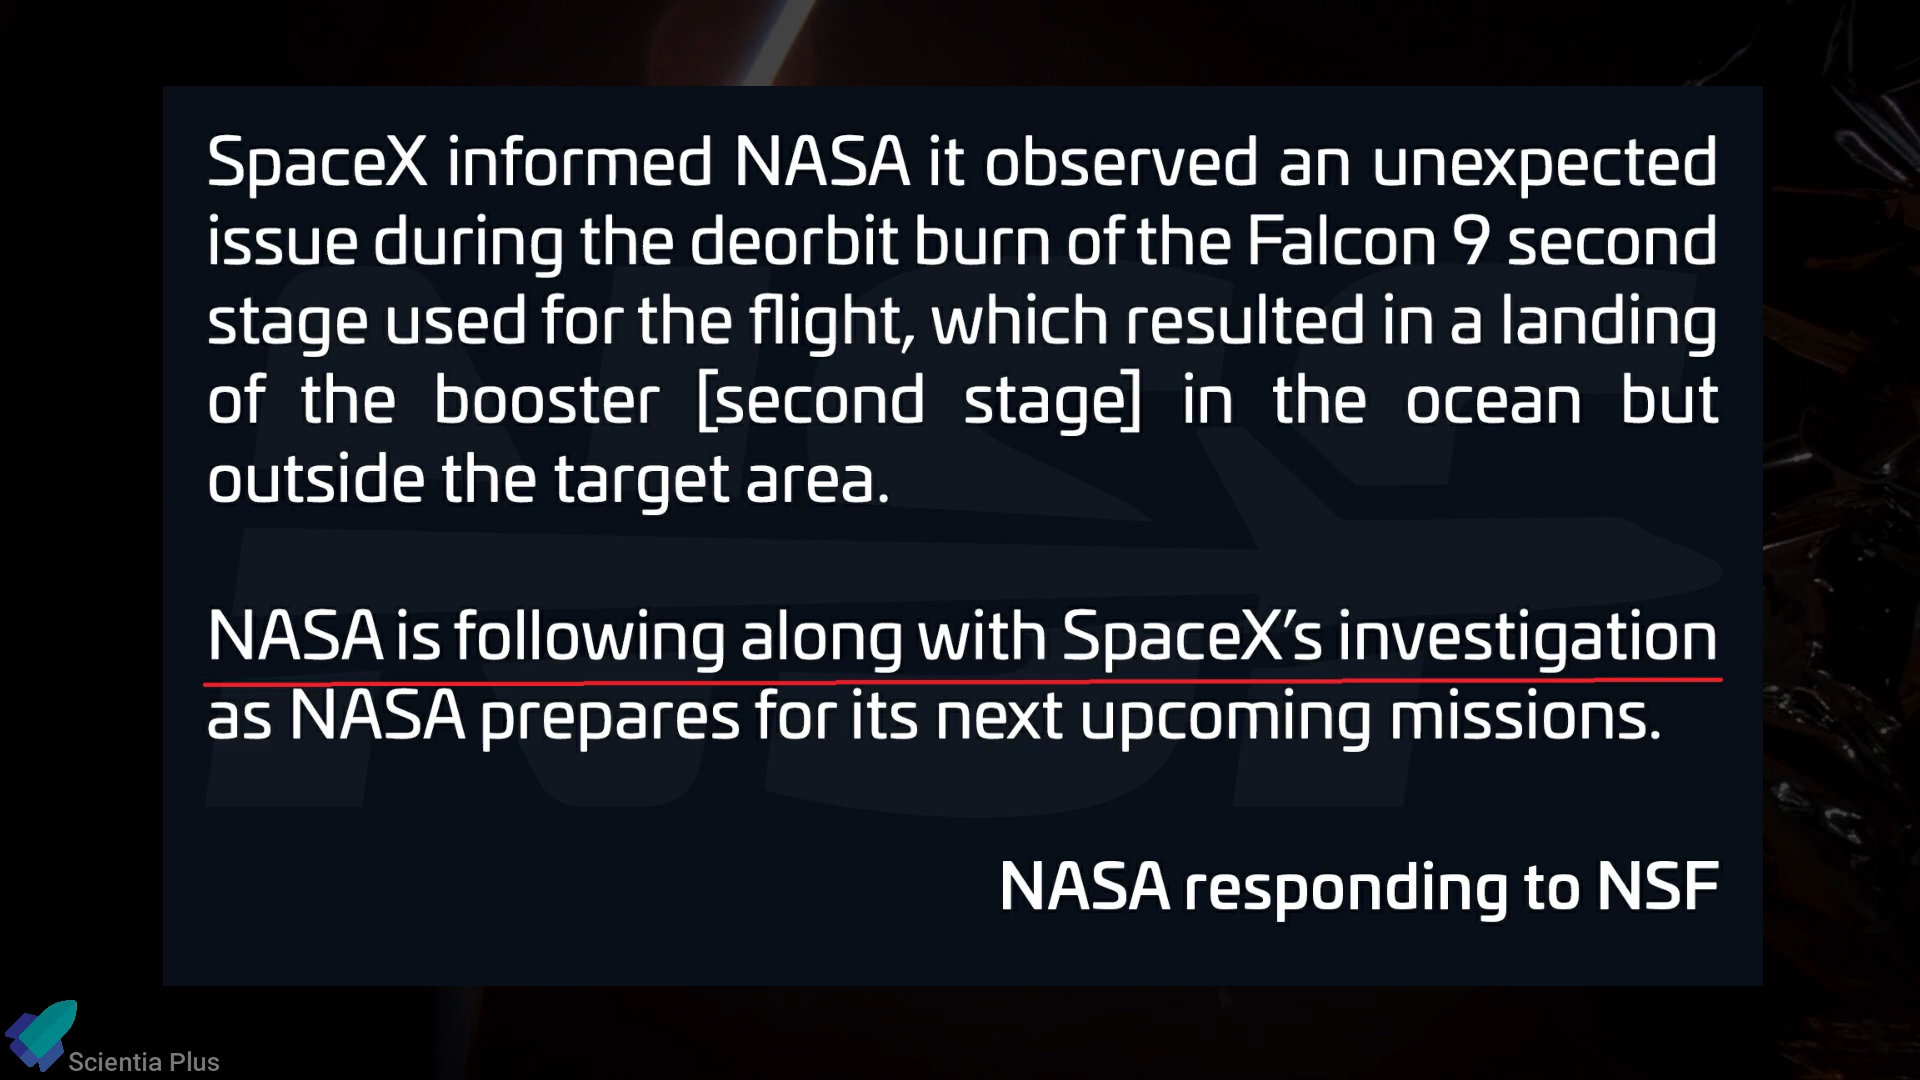 SpaceX informed NASA it observed an unexpected
issue during the deorbit burn of the Falcon 9 second
stage used for the flight, which resulted in a landing
of the booster [second stage] in the ocean but
outside the target area.
NASA is following along with SpaceX’s investigation
as NASA prepares for its next upcoming missions.
NASA responding to NSF
Scientia Plus